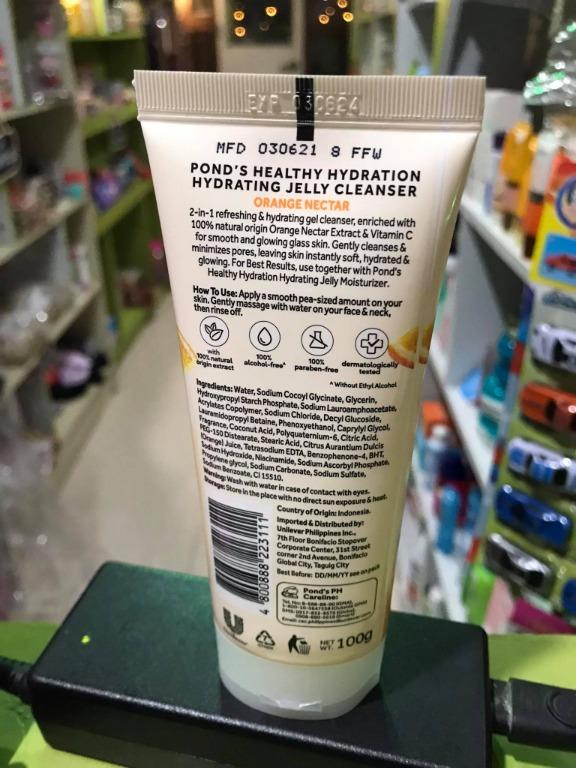 EXP 030624
MFD 030621 8 FFW
POND'S HEALTHY HYDRATION
HYDRATING JELLY CLEANSER
ORANGE NECTAR
2-in-1 refreshing & hydrating gel cleanser, enriched with
100% natural origin Orange Nectar Extract & Vitamin C
for smooth and glowing glass skin. Gently cleanses &
minimizes pores, leaving skin instantly soft, hydrated &
glowing. For Best Results, use together with Pond's
Healthy Hydration Hydrating Jelly Moisturizer.
How To Use: Apply a smooth pea-sized amount on your
skin. Gently massage with water on your face & neck,
then rinse off.
with
100% natural
origin extract
100%
alcohol-free^
100%
paraben-free
dermatologically
tested
^ Without Ethyl Alcohol
Ingredients: Water, Sodium Cocoyl Glycinate, Glycerin,
Hydroxypropyl Starch Phosphate, Sodium Lauroamphoacetate,
Acrylates Copolymer, Sodium Chloride, Decyl Glucoside,
Lauramidopropyl Betaine, Phenoxyethanol, Caprylyl Glycol,
Fragrance, Coconut Acid, Polyquaternium-6, Citric Acid,
PEG-150 Distearate, Stearic Acid, Citrus Aurantium Dulcis
(Orange) Juice, Tetrasodium EDTA, Benzophenone-4, BHT,
Sodium Hydroxide, Niacinamide, Sodium Ascorbyl Phosphate,
Propylene glycol, Sodium Carbonate, Sodium Sulfate,
Sodium Benzoate, CI 15510.
Warning: Wash with water in case of contact with eyes.
Storage: Store in the place with no direct sun exposure & heat.
Country of Origin: Indonesia.
Imported & Distributed by:
Unilever Philippines Inc.,
7th Floor Bonifacio Stopover
Corporate Center, 31st Street
corner 2nd Avenue, Bonifacio
Global City, Taguig City
Best Before: DD/MM/YY see on pack
4 800888 223111
Pond's PH
Careline:
NET
WT. 100g